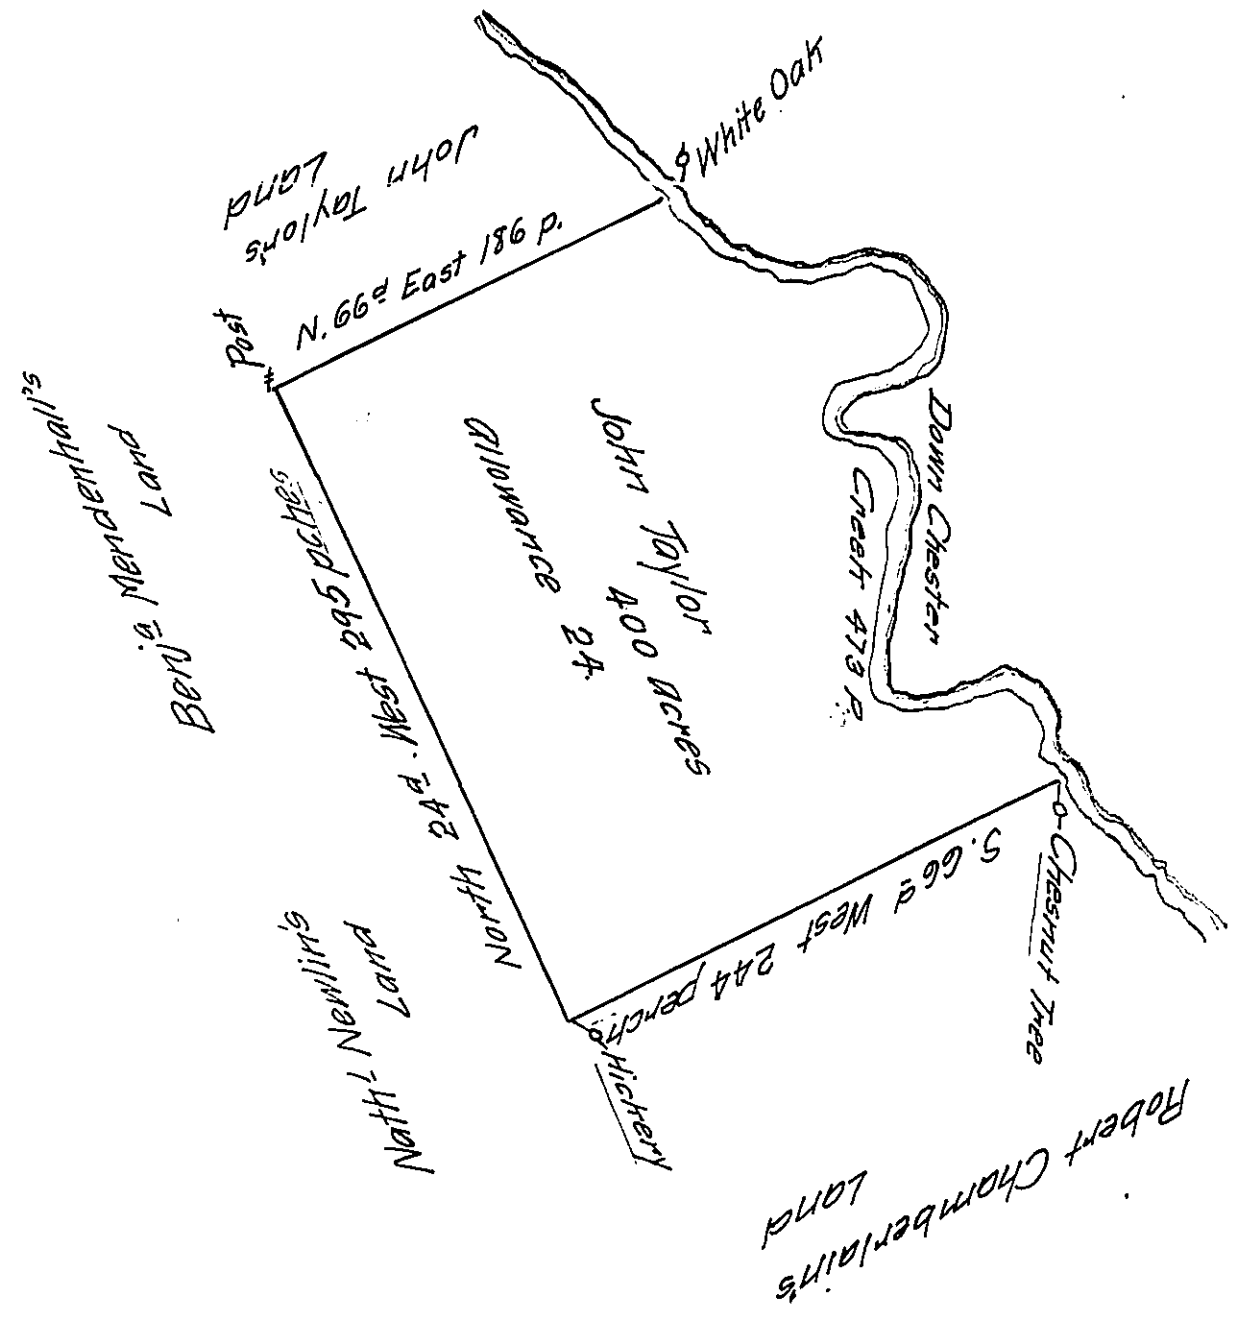 White Oak
John Taylor's
Land
N. 66d East 186 p.
Post
Benja Mendenhall's
Land
North 24d. West 295 pches
John Taylor
400 acres
allowance 24.
Down Chester
Creek 473 P
Chesnut Tree
S. 66d West 244 perch
Hickery
Nath- Newlin's
Land
Robert Chamberlain's
Land